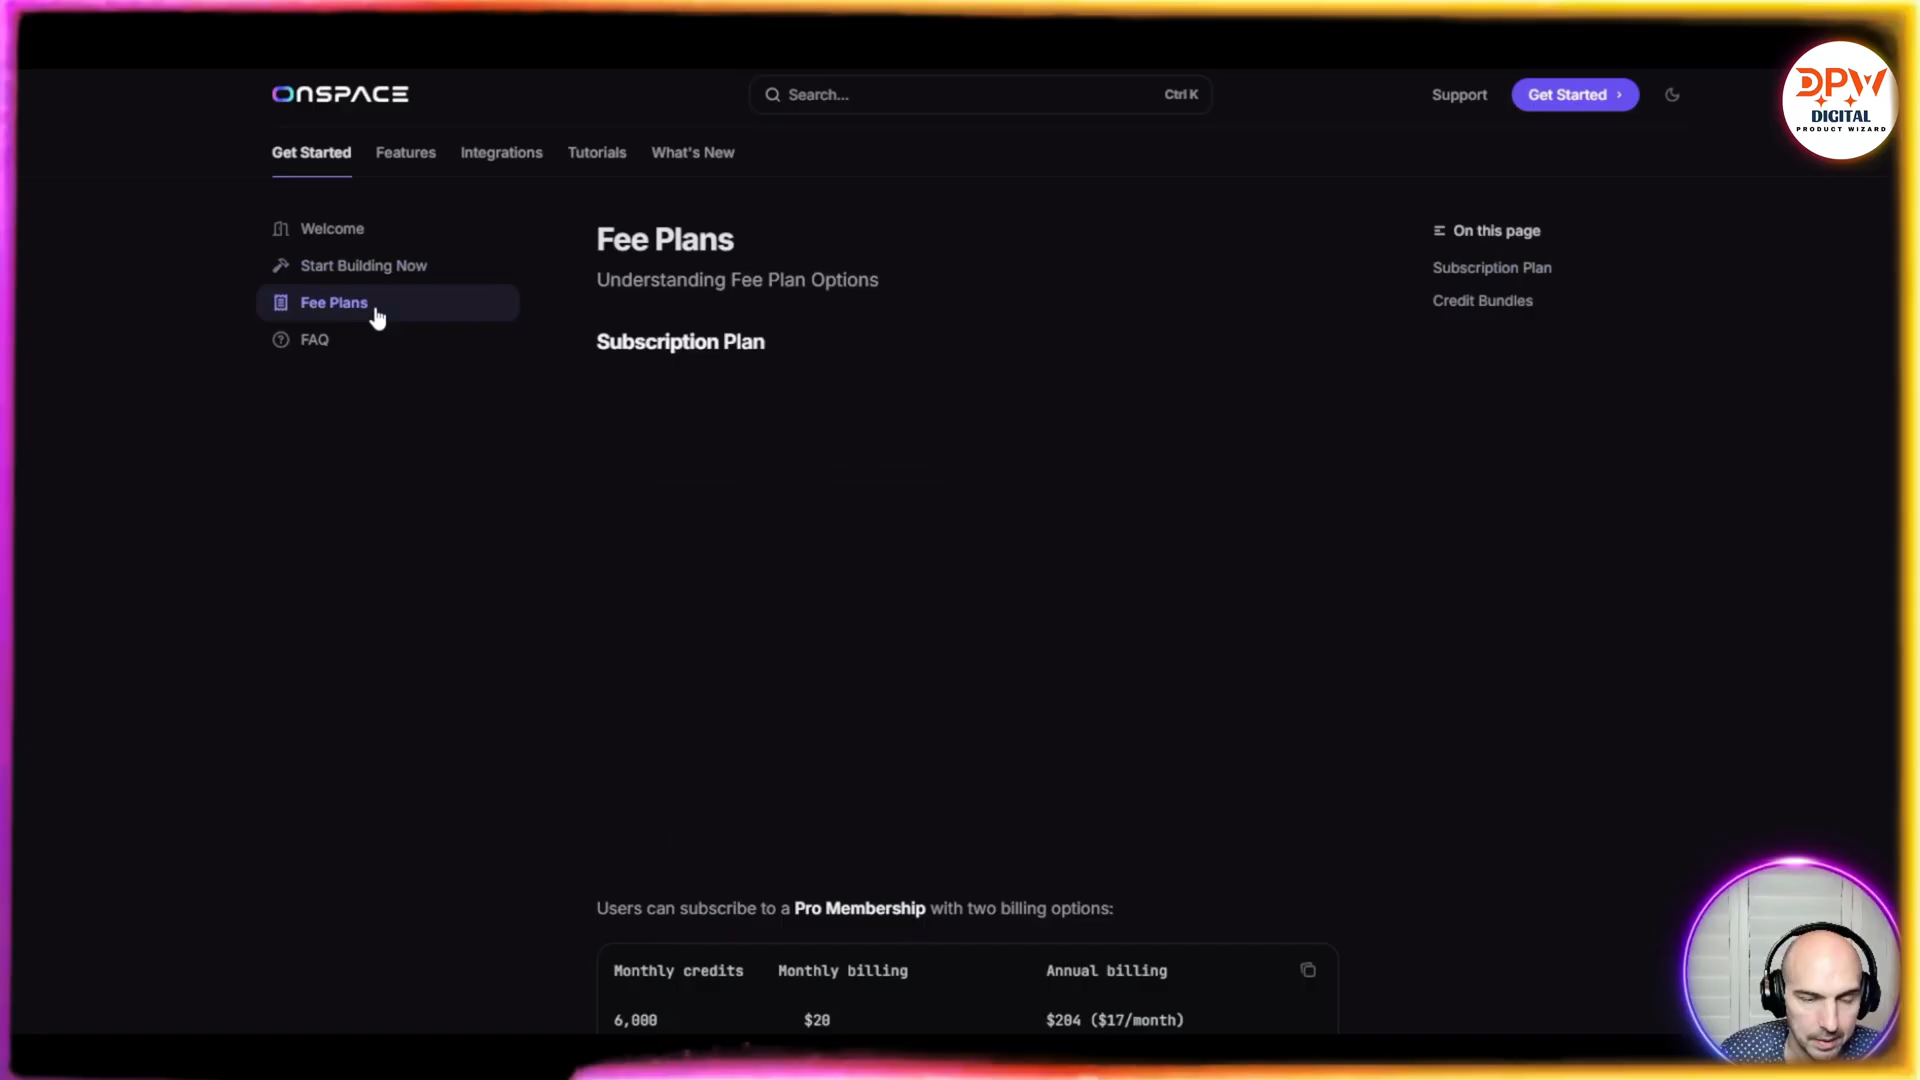 ONSPACE
Search...
Ctrl K
Support
Get Started
DPW
DIGITAL
PRODUCT WIZARD
Get Started
Features
Integrations
Tutorials
What's New
Welcome
Start Building Now
Fee Plans
FAQ
Fee Plans
Understanding Fee Plan Options
Subscription Plan
On this page
Subscription Plan
Credit Bundles
Users can subscribe to a Pro Membership with two billing options:
Monthly credits Monthly billing Annual billing
6,000 $20 $204 ($17/month)